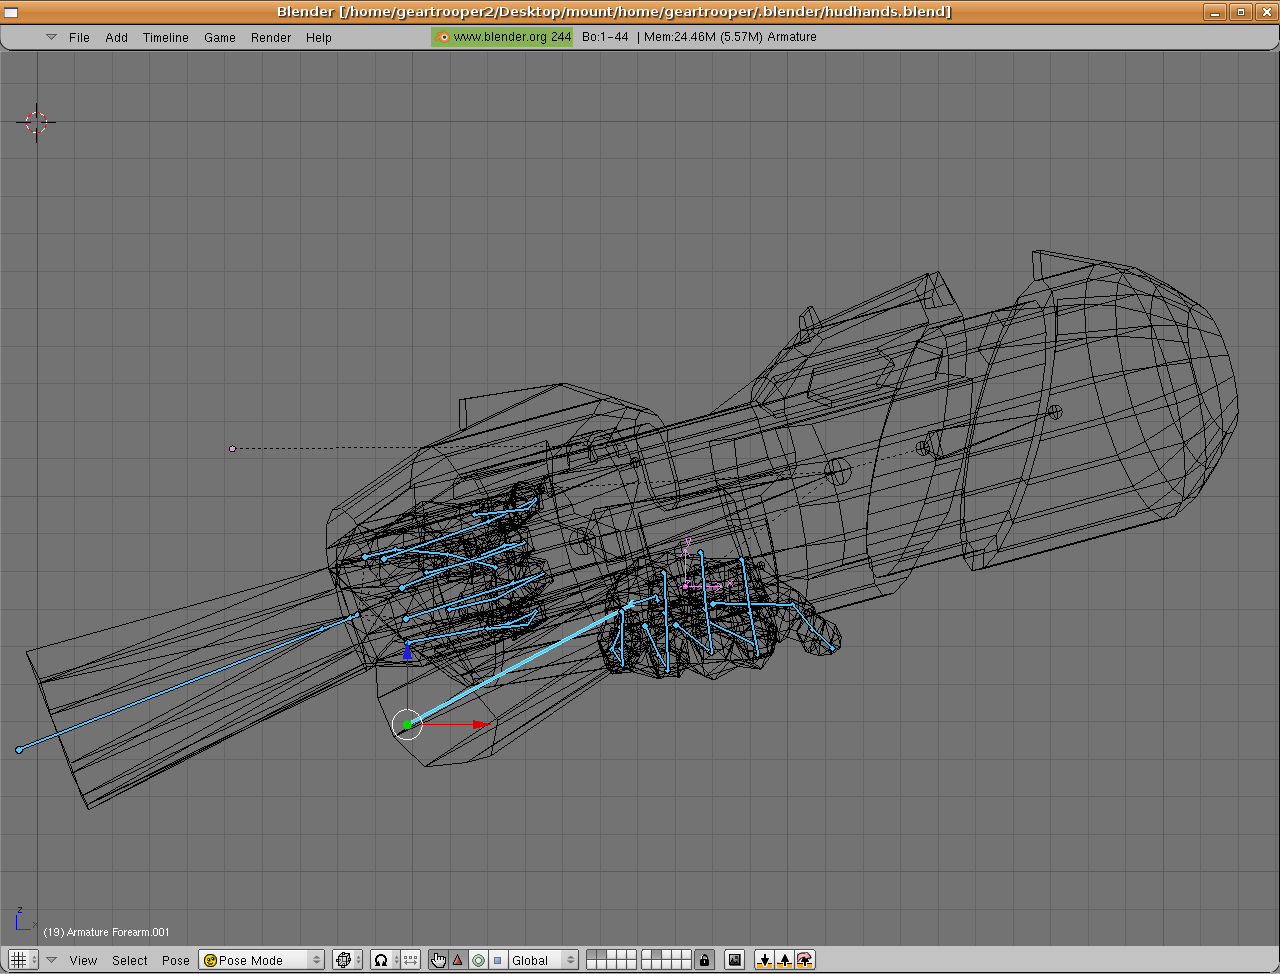 Blender [/home/geartrooper2/Desktop/mount/home/geartrooper/.blender/hudhands.blend]
File Add Timeline Game Render Help www.blender.org 244 Bo:1-44 | Mem:24.46M (5.57M) Armature
z
(19) Armature Forearm.001
View Select Pose Pose Mode Global